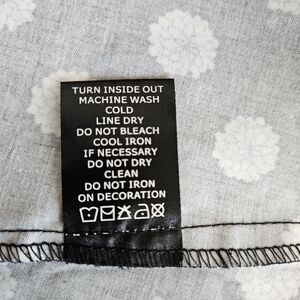 TURN INSIDE OUT
MACHINE WASH
COLD
LINE DRY
DO NOT BLEACH
COOL IRON
IF NECESSARY
DO NOT DRY
CLEAN
DO NOT IRON
ON DECORATION